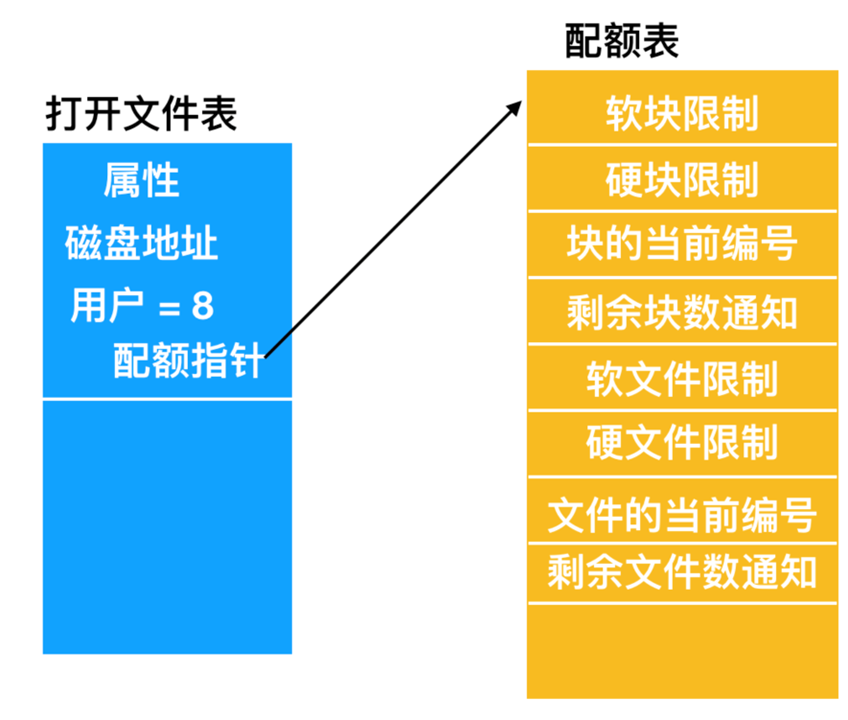 打开文件表
属性
磁盘地址
用户 = 8
配额指针
配额表
软块限制
硬块限制
块的当前编号
剩余块数通知
软文件限制
硬文件限制
文件的当前编号
剩余文件数通知